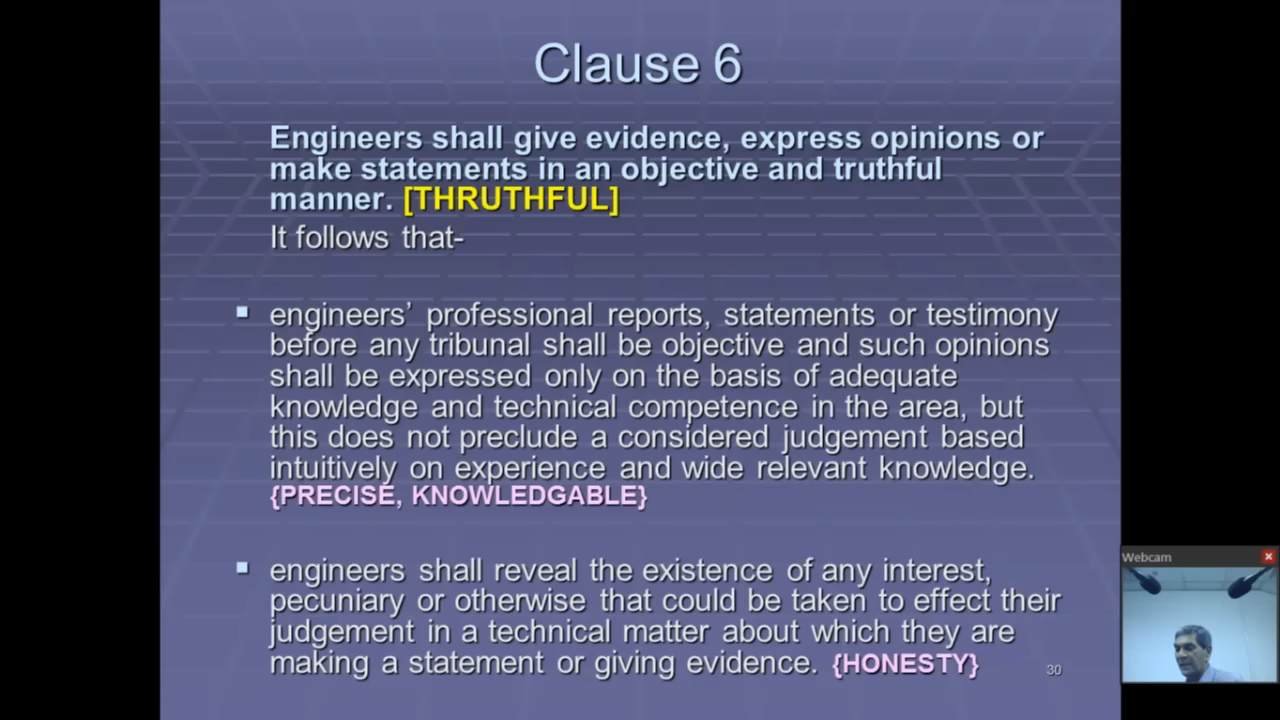 Clause 6
Engineers shall give evidence, express opinions or
make statements in an objective and truthful
manner. [THRUTHFUL]
It follows that-
engineers’ professional reports, statements or testimony
before any tribunal shall be objective and such opinions
shall be expressed only on the basis of adequate
knowledge and technical competence in the area, but
this does not preclude a considered judgement based
intuitively on experience and wide relevant knowledge.
{PRECISE, KNOWLEDGABLE}
engineers shall reveal the existence of any interest,
pecuniary or otherwise that could be taken to effect their
judgement in a technical matter about which they are
making a statement or giving evidence. {HONESTY}
30
Webcam